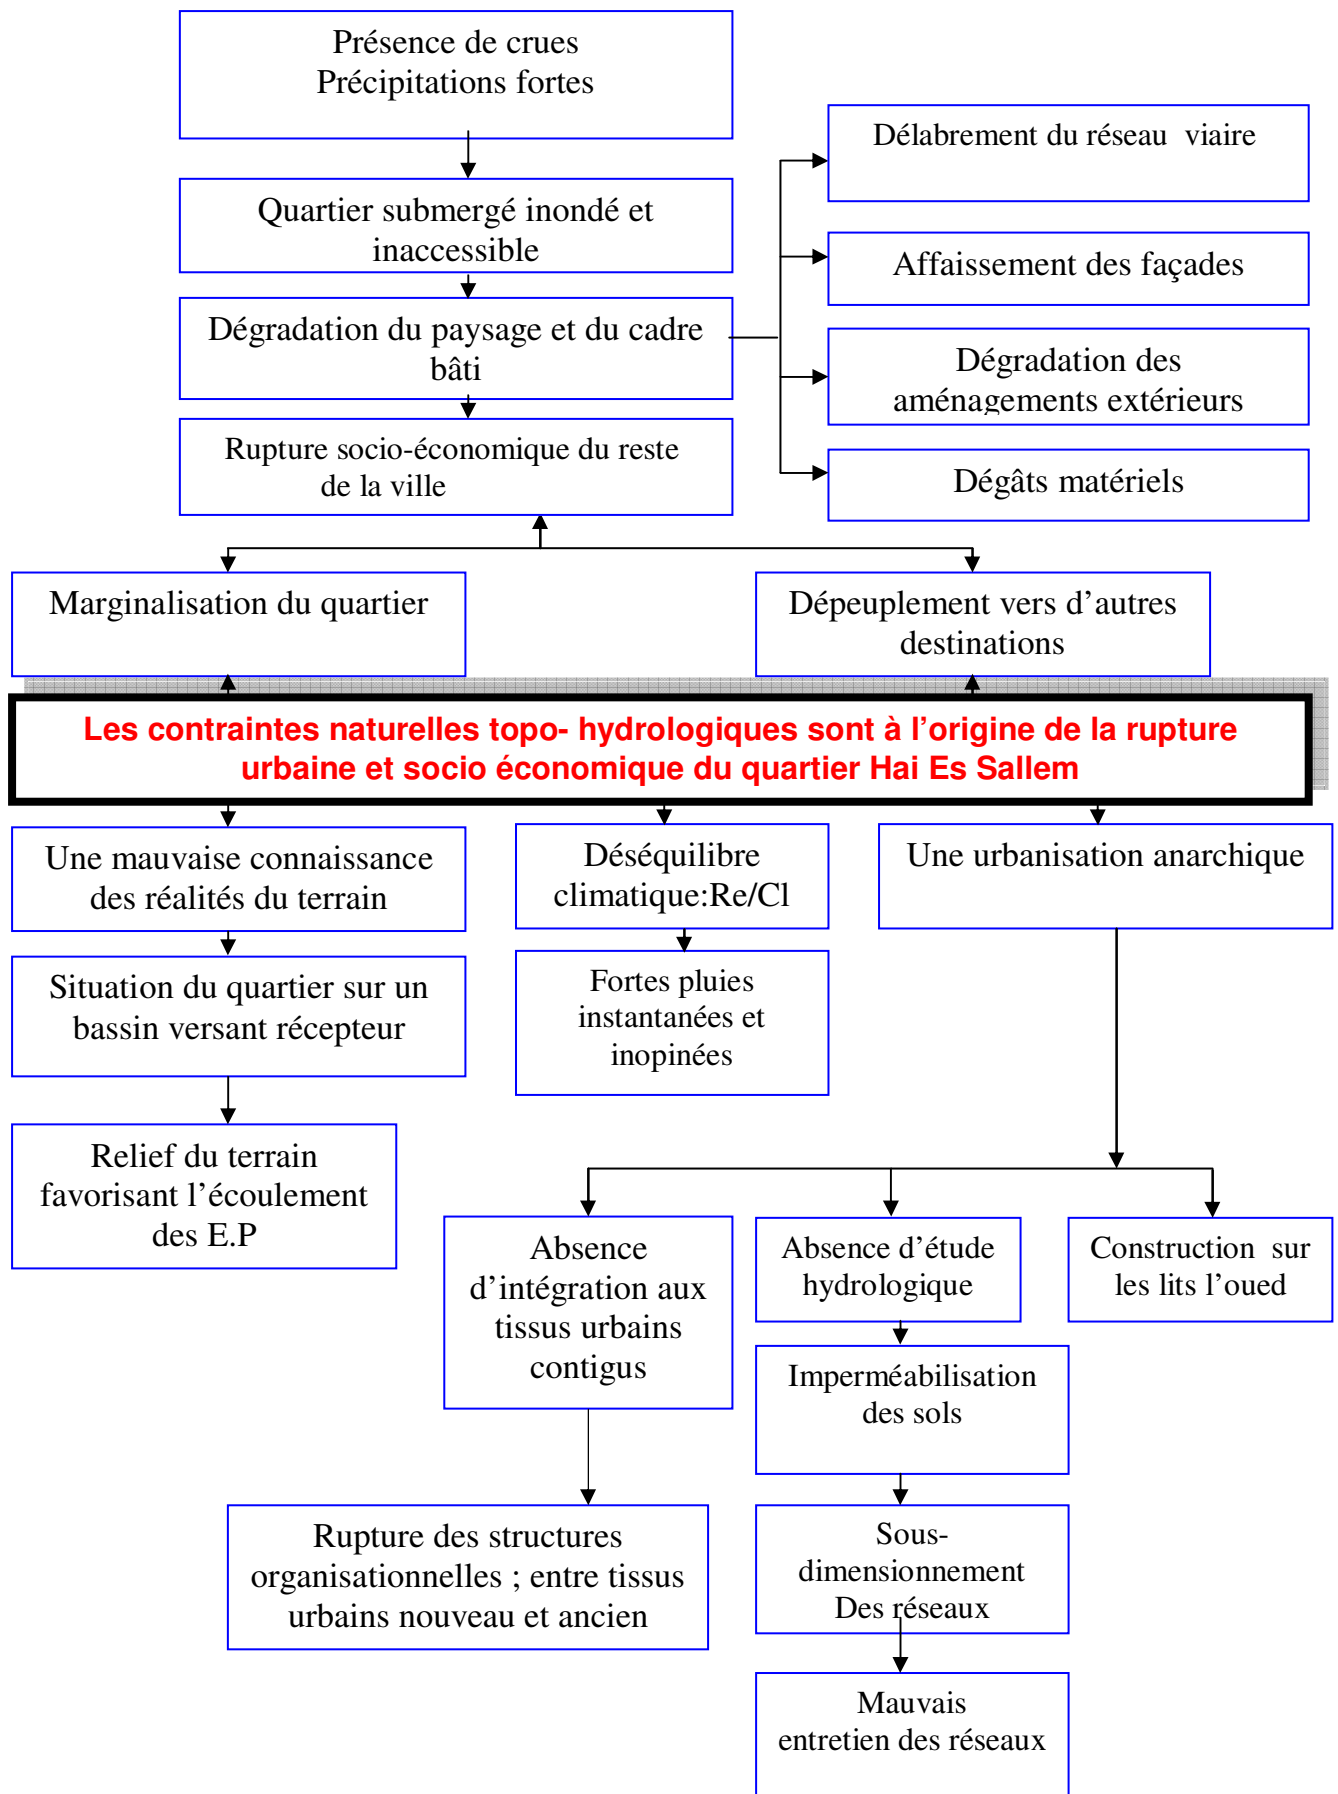 Présence de crues
Précipitations fortes
Quartier submergé inondé et
inaccessible
Dégradation du paysage et du cadre
bâti
Rupture socio-économique du reste
de la ville
Délabrement du réseau viaire
Affaissement des façades
Dégradation des
aménagements extérieurs
Dégâts matériels
Marginalisation du quartier
Dépeuplement vers d’autres
destinations
Les contraintes naturelles topo- hydrologiques sont à l’origine de la rupture
urbaine et socio économique du quartier Hai Es Sallem
Une mauvaise connaissance
des réalités du terrain
Situation du quartier sur un
bassin versant récepteur
Relief du terrain
favorisant l’écoulement
des E.P
Déséquilibre
climatique:Re/Cl
Fortes pluies
instantanées et
inopinées
Une urbanisation anarchique
Absence
d’intégration aux
tissus urbains
contigus
Rupture des structures
organisationnelles ; entre tissus
urbains nouveau et ancien
Absence d’étude
hydrologique
Imperméabilisation
des sols
Sous-
dimensionnement
Des réseaux
Mauvais
entretien des réseaux
Construction sur
les lits l’oued